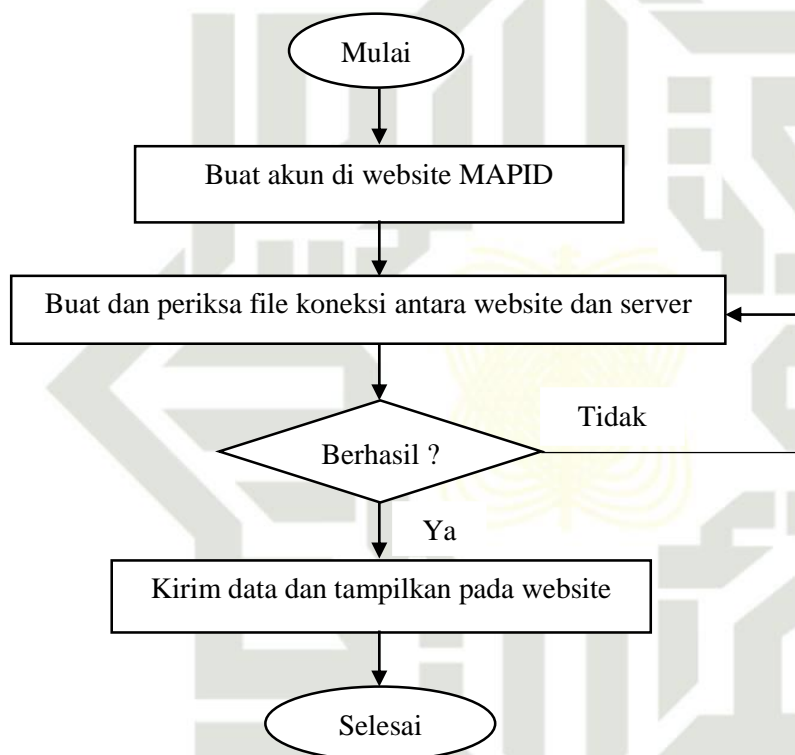 Mulai
Buat akun di website MAPID
Buat dan periksa file koneksi antara website dan server
Tidak
Berhasil ?
Ya
Kirim data dan tampilkan pada website
Selesai